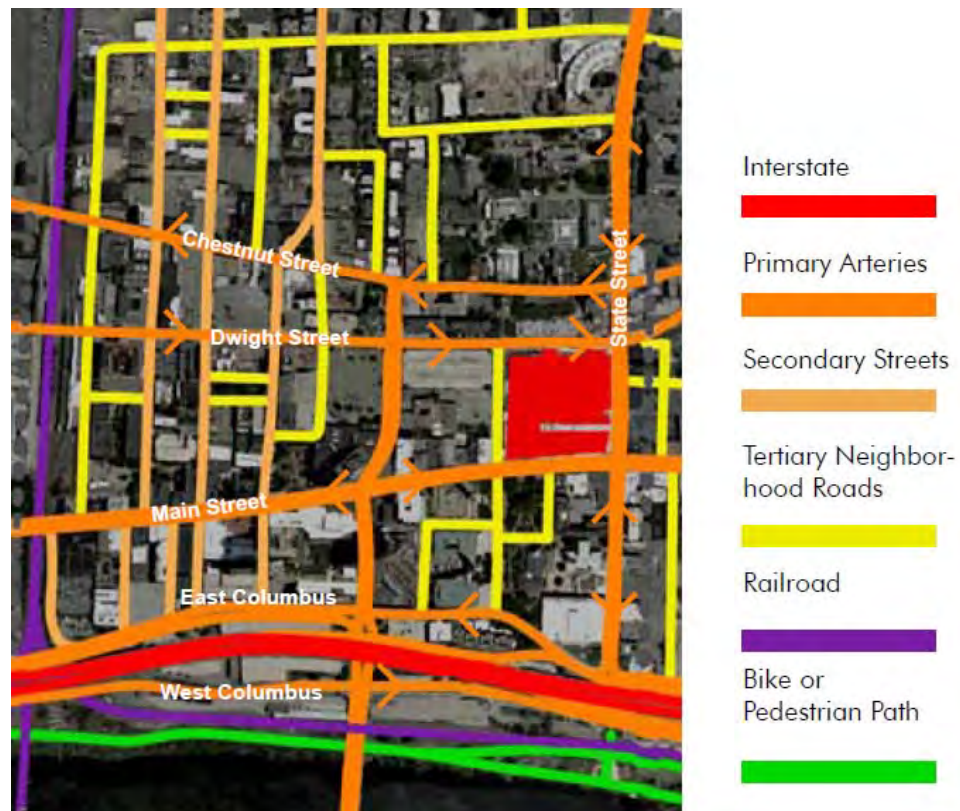 Chestnut Street
State Street
Dwight Street
Main Street
East Columbus
West Columbus
Interstate
Primary Arteries
Secondary Streets
Tertiary Neighbor-
hood Roads
Railroad
Bike or
Pedestrian Path